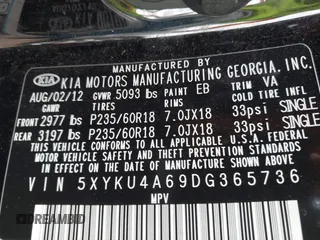 MANUFACTURED BY
KIA KIA MOTORS MANUFACTURING GEORGIA, INC.
AUG/02/12 GVWR 5093 lbs PAINT EB TRIM VA
GAWR TIRES RIMS COLD TIRE INF.
FRONT 2977 lbs P235/60R18 7.0JX18 33psi SINGLE
REAR 3197 lbs P235/60R18 7.0JX18 33psi SINGLE
THIS VEHICLE CONFORMS TO ALL APPLICABLE U.S.A. FEDERAL
MOTOR VEHICLE SAFETY AND THEFT PREVENTION STANDARDS
IN EFFECT ON THE DATE OF MANUFACTURE SHOWN ABOVE.
VIN 5XYKU4A69DG365736
MPV
DREAMBID